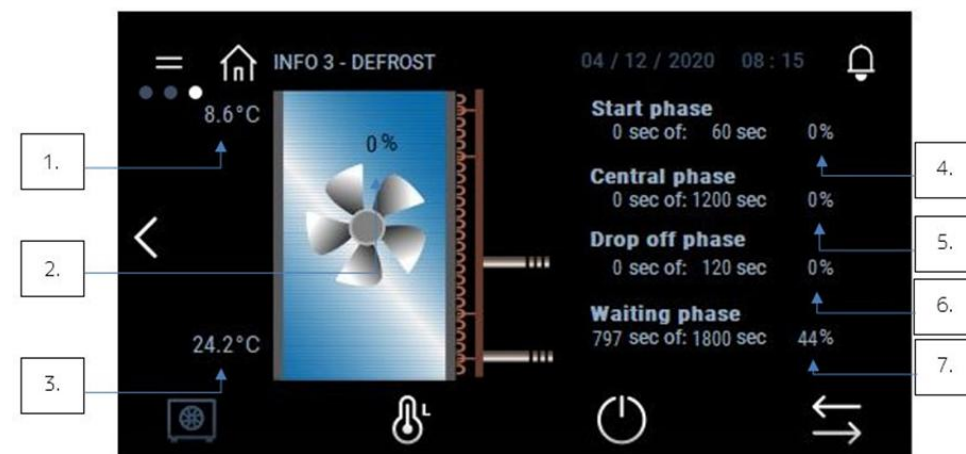 INFO 3 - DEFROST
04 / 12 / 2020 08 : 15
8.6°C
0 %
Start phase
0 sec of: 60 sec 0%
1.
4.
Central phase
0 sec of: 1200 sec 0%
5.
Drop off phase
0 sec of: 120 sec 0%
2.
6.
Waiting phase
797 sec of: 1800 sec 44%
24.2°C
7.
3.
L